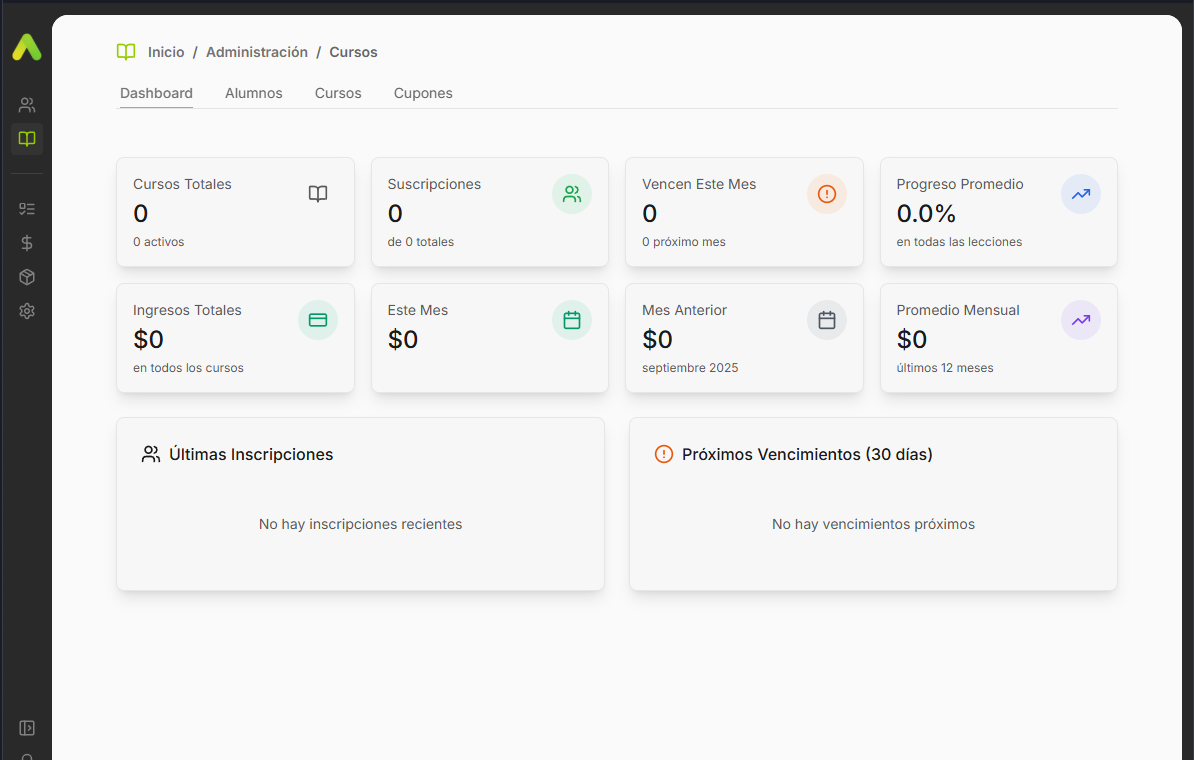 Inicio / Administración / Cursos
Dashboard Alumnos Cursos Cupones
Cursos Totales
0
0 activos
Suscripciones
0
de 0 totales
Vencen Este Mes
0
0 próximo mes
Progreso Promedio
0.0%
en todas las lecciones
Ingresos Totales
$0
en todos los cursos
Este Mes
$0
Mes Anterior
$0
septiembre 2025
Promedio Mensual
$0
últimos 12 meses
Últimas Inscripciones
No hay inscripciones recientes
Próximos Vencimientos (30 días)
No hay vencimientos próximos